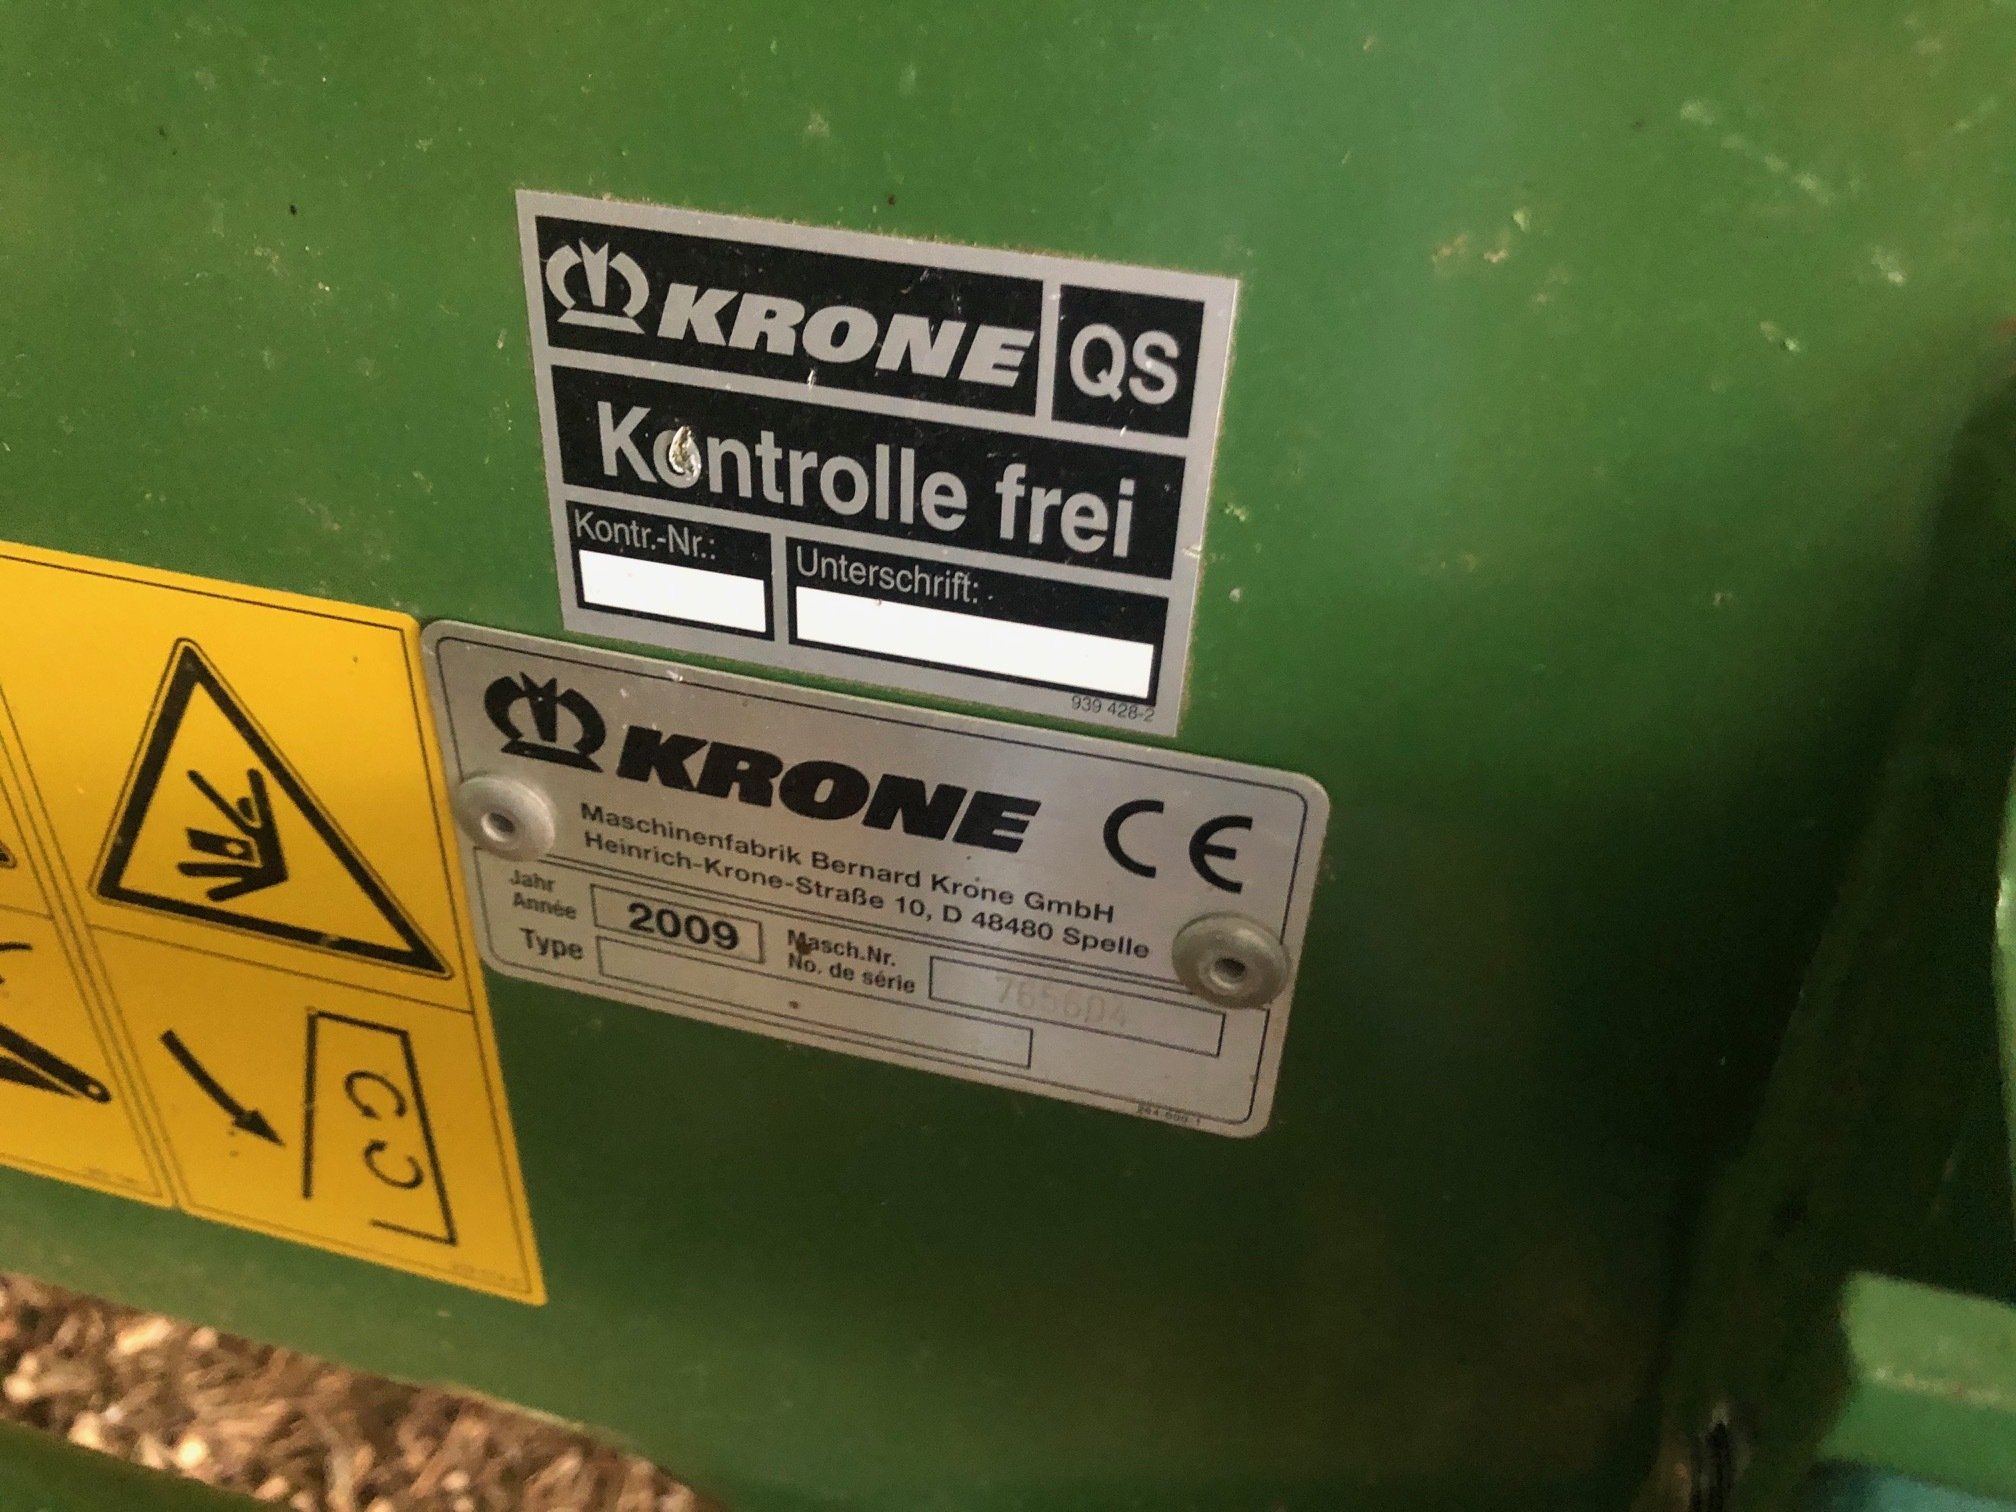 KRONE QS
Kontrolle frei
Kontr.-Nr.: Unterschrift:
939 428-2
KRONE CE
Maschinenfabrik Bernard Krone GmbH
Heinrich-Krone-Straße 10, D 48480 Spelle
Jahr
Année 2009
Masch.Nr.
No. de série 765604
Type